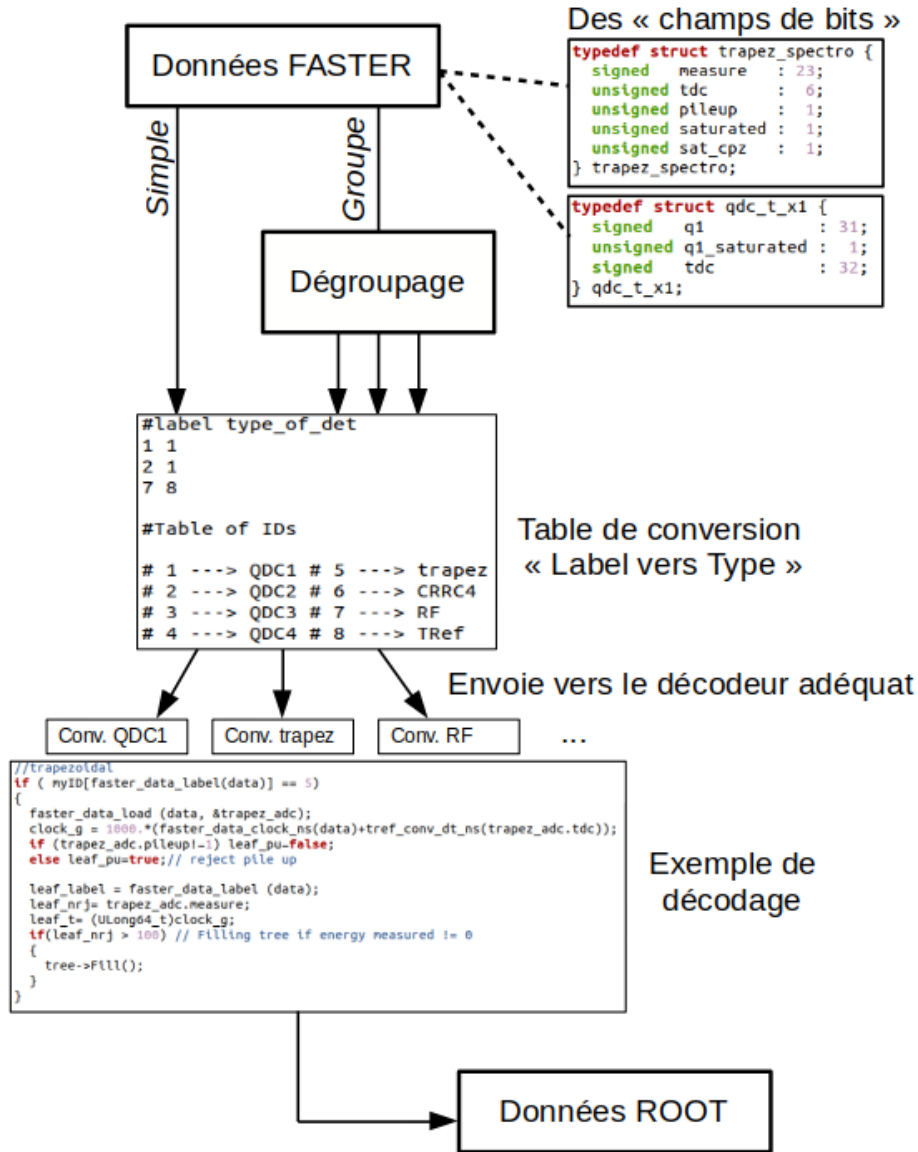 Des « champs de bits »
Données FASTER
typedef struct trapez_spectro {
signed measure : 23;
unsigned tdc : 6;
unsigned pileup : 1;
unsigned saturated : 1;
unsigned sat_cpz : 1;
} trapez_spectro;
Simple
Groupe
typedef struct qdc_t_x1 {
signed q1 : 31;
unsigned q1_saturated : 1;
signed tdc : 32;
} qdc_t_x1;
Dégroupage
#label type_of_det
1 1
2 1
7 8
#Table of IDs
# 1 ---> QDC1 # 5 ---> trapez
# 2 ---> QDC2 # 6 ---> CRRC4
# 3 ---> QDC3 # 7 ---> RF
# 4 ---> QDC4 # 8 ---> TRef
Table de conversion
« Label vers Type »
Envoie vers le décodeur adéquat
Conv. QDC1
Conv. trapez
Conv. RF
...
//trapezoidal
if ( myID[faster_data_label(data)] == 5)
{
faster_data_load (data, &trapez_adc);
clock_g = 1000.*(faster_data_clock_ns(data)+tref_conv_dt_ns(trapez_adc.tdc));
if (trapez_adc.pileup!=1) leaf_pu=false;
else leaf_pu=true;// reject pile up
leaf_label = faster_data_label (data);
leaf_nrj= trapez_adc.measure;
leaf_t= (ULong64_t)clock_g;
if(leaf_nrj > 100) // Filling tree if energy measured != 0
{
tree->Fill();
}
}
Exemple de
décodage
Données ROOT